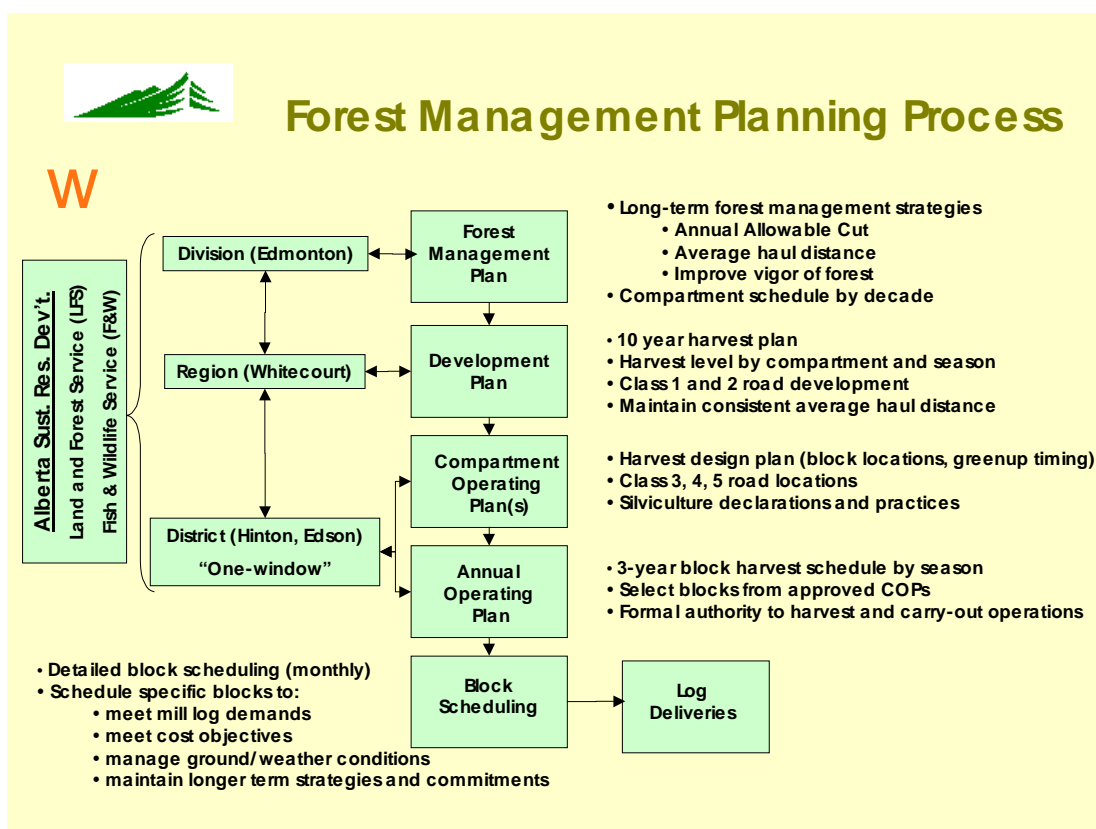 Forest Management Planning Process
W
Alberta Sust. Res. Dev't.
Land and Forest Service (LFS)
Fish & Wildlife Service (F&W)
Division (Edmonton)
Region (Whitecourt)
District (Hinton, Edson)
“One-window”
Forest
Management
Plan
• Long-term forest management strategies
• Annual Allowable Cut
• Average haul distance
• Improve vigor of forest
• Compartment schedule by decade
Development
Plan
• 10 year harvest plan
• Harvest level by compartment and season
• Class 1 and 2 road development
• Maintain consistent average haul distance
Compartment
Operating
Plan(s)
• Harvest design plan (block locations, greenup timing)
• Class 3, 4, 5 road locations
• Silviculture declarations and practices
Annual
Operating
Plan
• 3-year block harvest schedule by season
• Select blocks from approved COPs
• Formal authority to harvest and carry-out operations
Block
Scheduling
Log
Deliveries
• Detailed block scheduling (monthly)
• Schedule specific blocks to:
• meet mill log demands
• meet cost objectives
• manage ground/weather conditions
• maintain longer term strategies and commitments